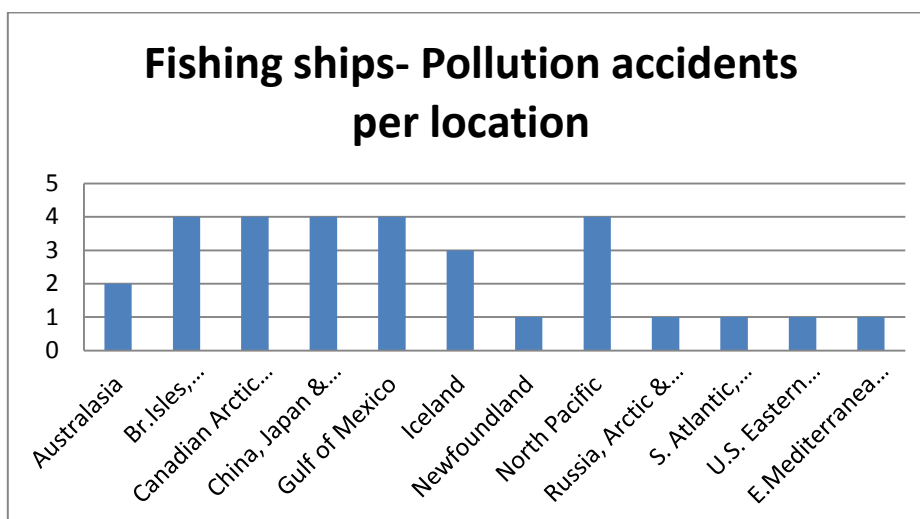 Fishing ships- Pollution accidents
per location
5
4
3
2
1
0
Australasia
Br.Isles,...
Canadian Arctic...
China, Japan &...
Gulf of Mexico
Iceland
Newfoundland
North Pacific
Russia, Arctic &...
S. Atlantic,...
U.S. Eastern...
E.Mediterranea...